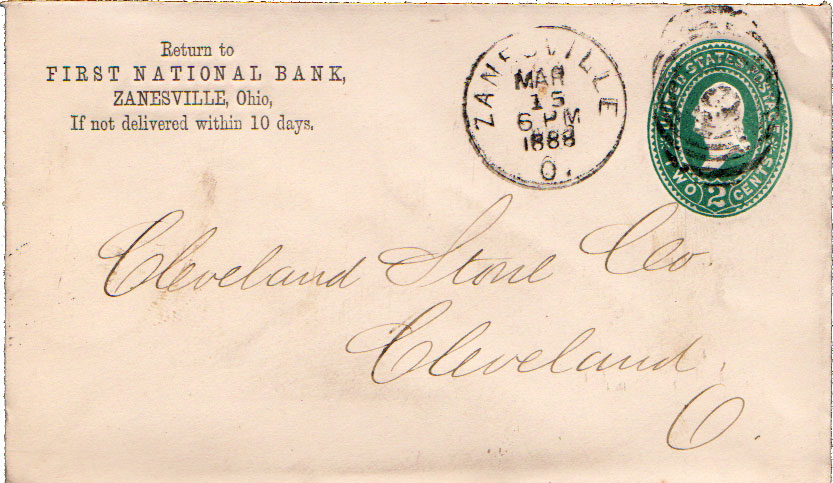 Return to
FIRST NATIONAL BANK,
ZANESVILLE, Ohio,
If not delivered within 10 days.
ZANESVILLE
MAR
15
6 PM
1888
O.
UNITED STATES POSTAGE
TWO 2 CENTS
Cleveland Stone Co.
Cleveland,
O.